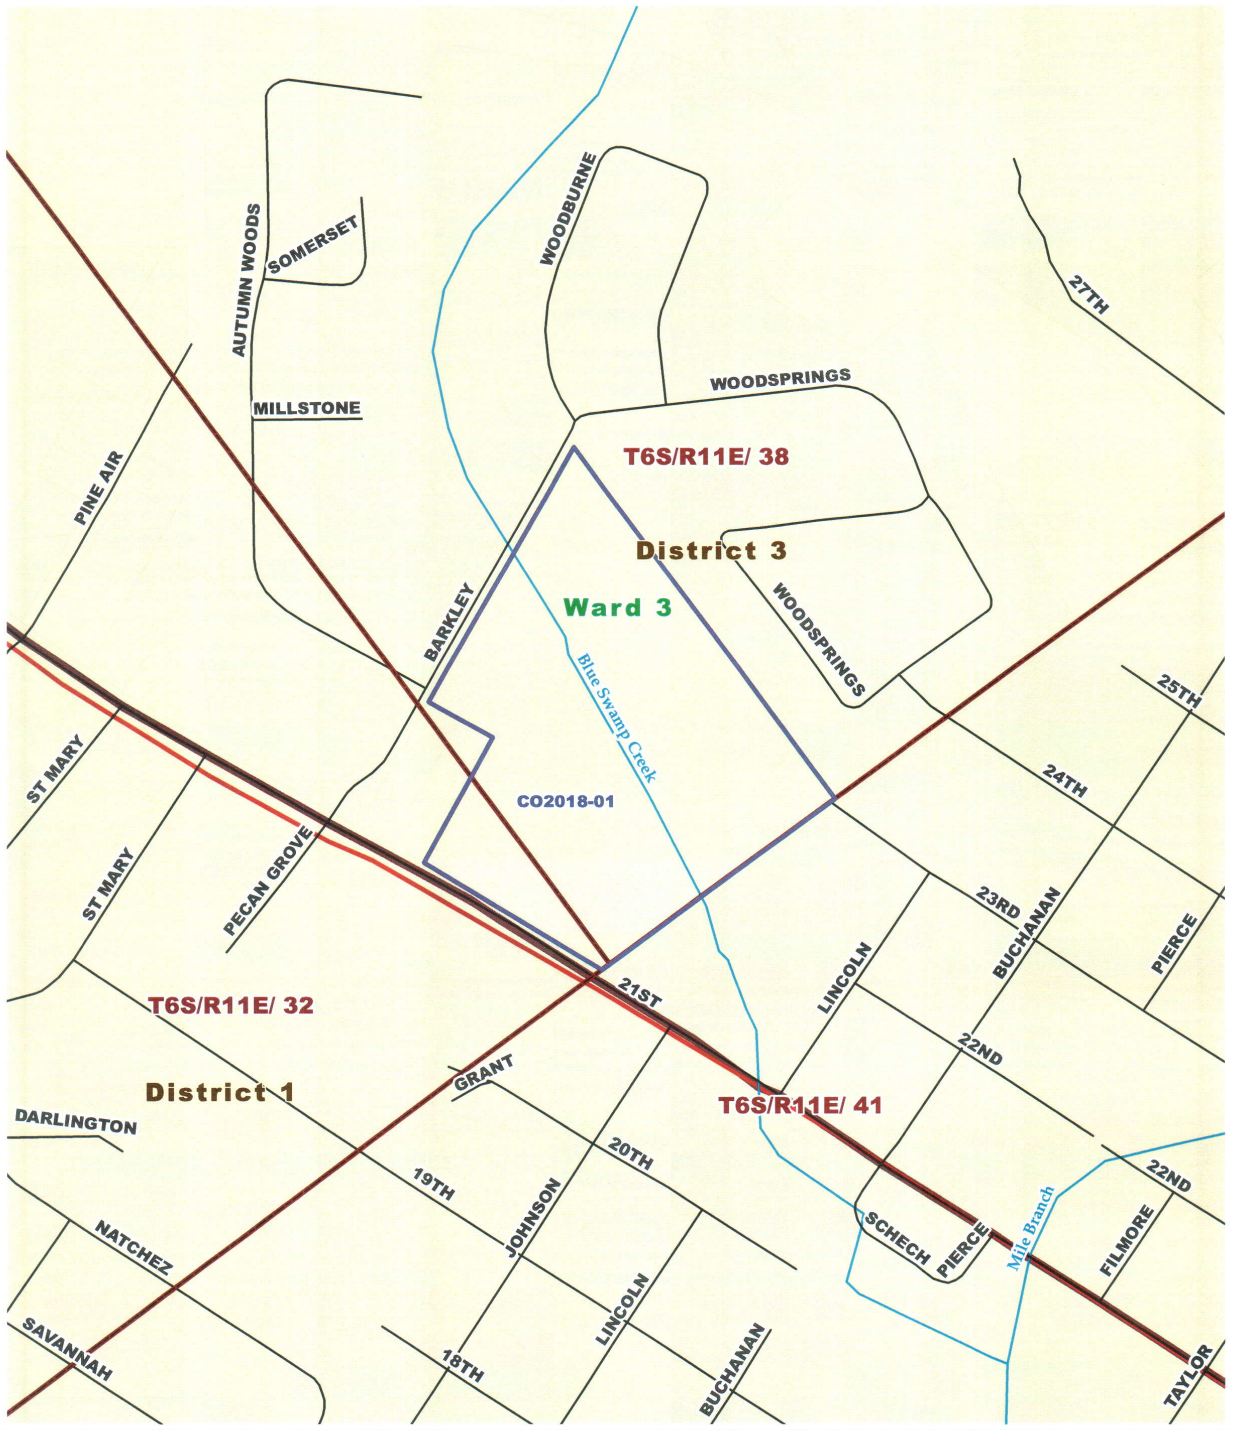 WOODBURNE
AUTUMN WOODS
SOMERSET
27TH
WOODSPRINGS
MILLSTONE
T6S/R11E/ 38
PINE AIR
District 3
Ward 3
BARKLEY
WOODSPRINGS
Blue Swamp Creek
25TH
ST MARY
24TH
CO2018-01
PECAN GROVE
ST MARY
23RD
BUCHANAN
PIERCE
LINCOLN
21ST
T6S/R11E/ 32
22ND
GRANT
District 1
T6S/R11E/ 41
DARLINGTON
20TH
19TH
22ND
JOHNSON
NATCHEZ
SCHECH
PIERCE
Mile Branch
FILMORE
LINCOLN
SAVANNAH
18TH
BUCHANAN
TAYLOR